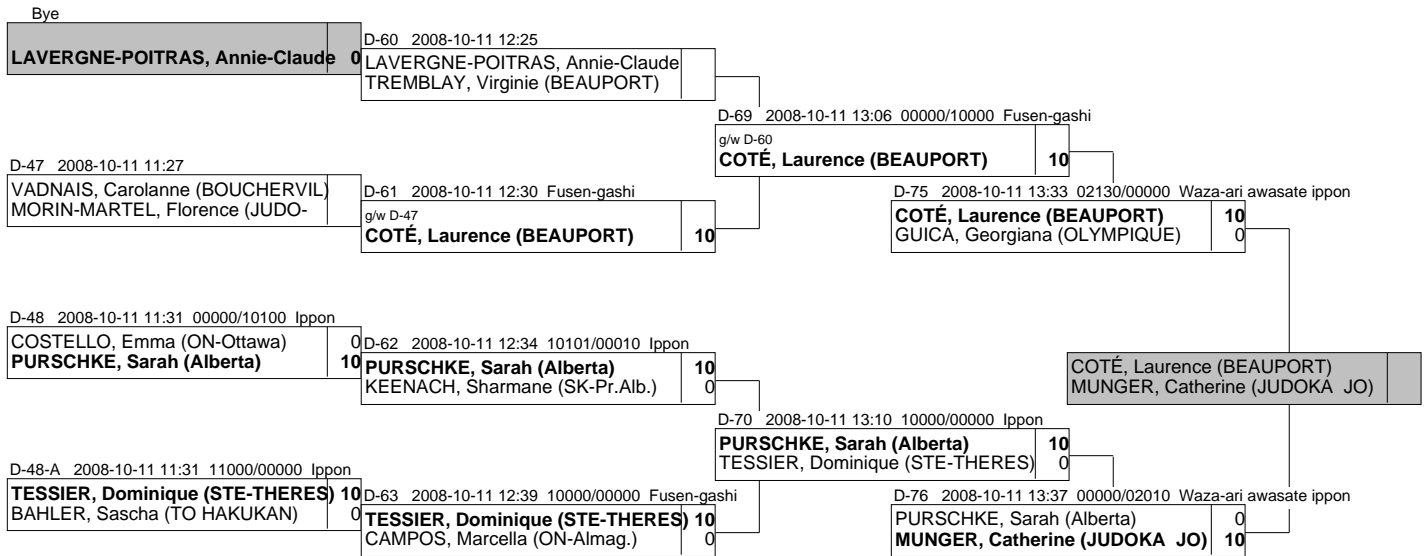 Bye
LAVERGNE-POITRAS, Annie-Claude 0
D-60 2008-10-11 12:25
LAVERGNE-POITRAS, Annie-Claude
TREMBLAY, Virginie (BEAUPORT)
D-69 2008-10-11 13:06 00000/10000 Fusen-gashi
g/w D-60
COTÉ, Laurence (BEAUPORT) 10
D-47 2008-10-11 11:27
VADNAIS, Carolanne (BOUCHERVIL)
MORIN-MARTEL, Florence (JUDO-
D-61 2008-10-11 12:30 Fusen-gashi
g/w D-47
COTÉ, Laurence (BEAUPORT) 10
D-75 2008-10-11 13:33 02130/00000 Waza-ari awasate ippon
COTÉ, Laurence (BEAUPORT) 10
GUICA, Georgiana (OLYMPIQUE) 0
D-48 2008-10-11 11:31 00000/10100 Ippon
COSTELLO, Emma (ON-Ottawa) 0
PURSCHKE, Sarah (Alberta) 10
D-62 2008-10-11 12:34 10101/00010 Ippon
PURSCHKE, Sarah (Alberta) 10
KEENACH, Sharmane (SK-Pr.Alb.) 0
COTÉ, Laurence (BEAUPORT)
MUNGER, Catherine (JUDOKA JO)
D-70 2008-10-11 13:10 10000/00000 Ippon
PURSCHKE, Sarah (Alberta) 10
TESSIER, Dominique (STE-THERES) 0
D-48-A 2008-10-11 11:31 11000/00000 Ippon
TESSIER, Dominique (STE-THERES) 10
BAHLER, Sascha (TO HAKUKAN) 0
D-63 2008-10-11 12:39 10000/00000 Fusen-gashi
TESSIER, Dominique (STE-THERES) 10
CAMPOS, Marcella (ON-Almag.) 0
D-76 2008-10-11 13:37 00000/02010 Waza-ari awasate ippon
PURSCHKE, Sarah (Alberta) 0
MUNGER, Catherine (JUDOKA JO) 10